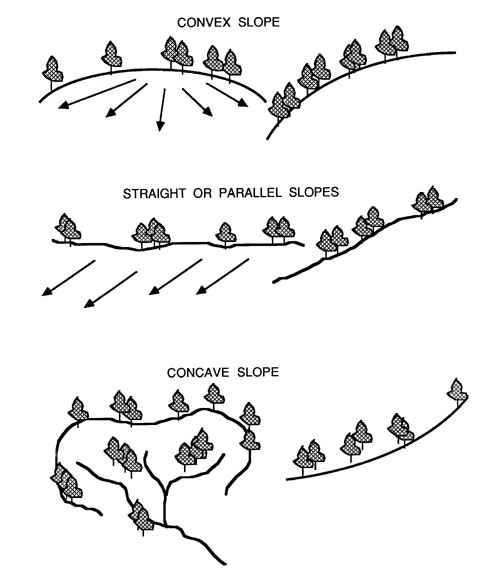 CONVEX SLOPE
STRAIGHT OR PARALLEL SLOPES
CONCAVE SLOPE